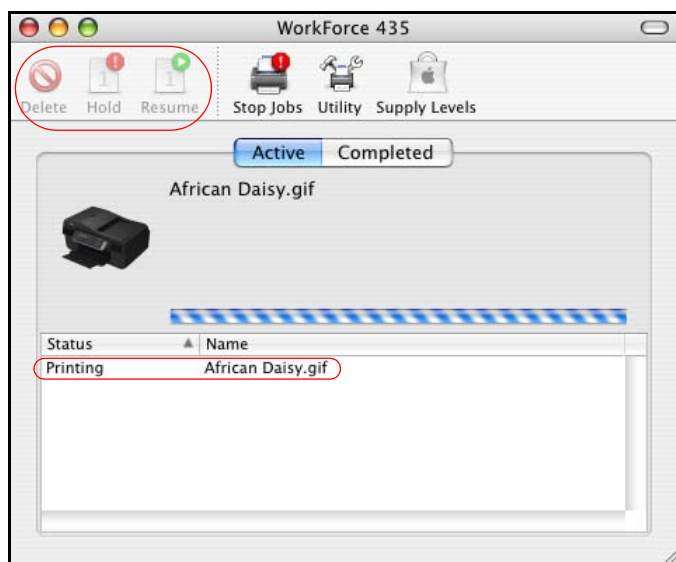 WorkForce 435
Delete Hold Resume Stop Jobs Utility Supply Levels
Active Completed
African Daisy.gif
Status Name
Printing African Daisy.gif